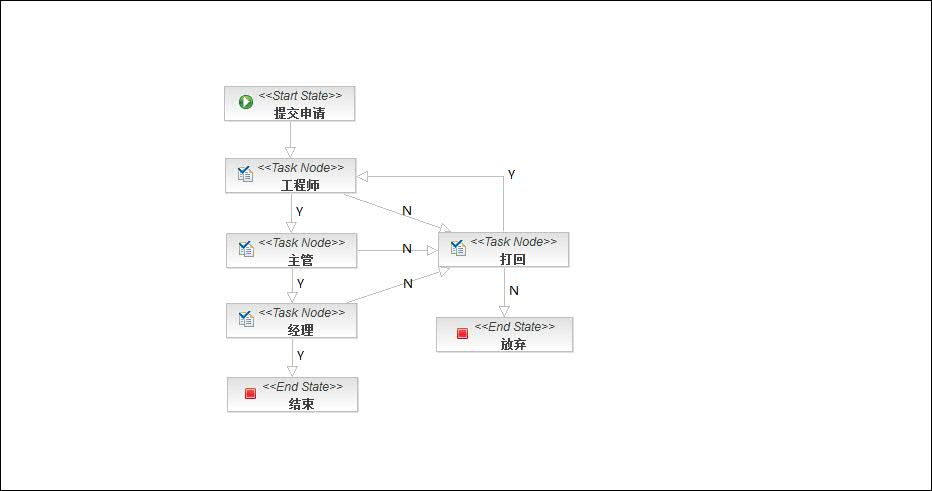 <<Start State>>
提交申请
<<Task Node>>
工程师
Y
Y
N
<<Task Node>>
主管
N
<<Task Node>>
打回
Y
N
N
<<Task Node>>
经理
<<End State>>
放弃
Y
<<End State>>
结束